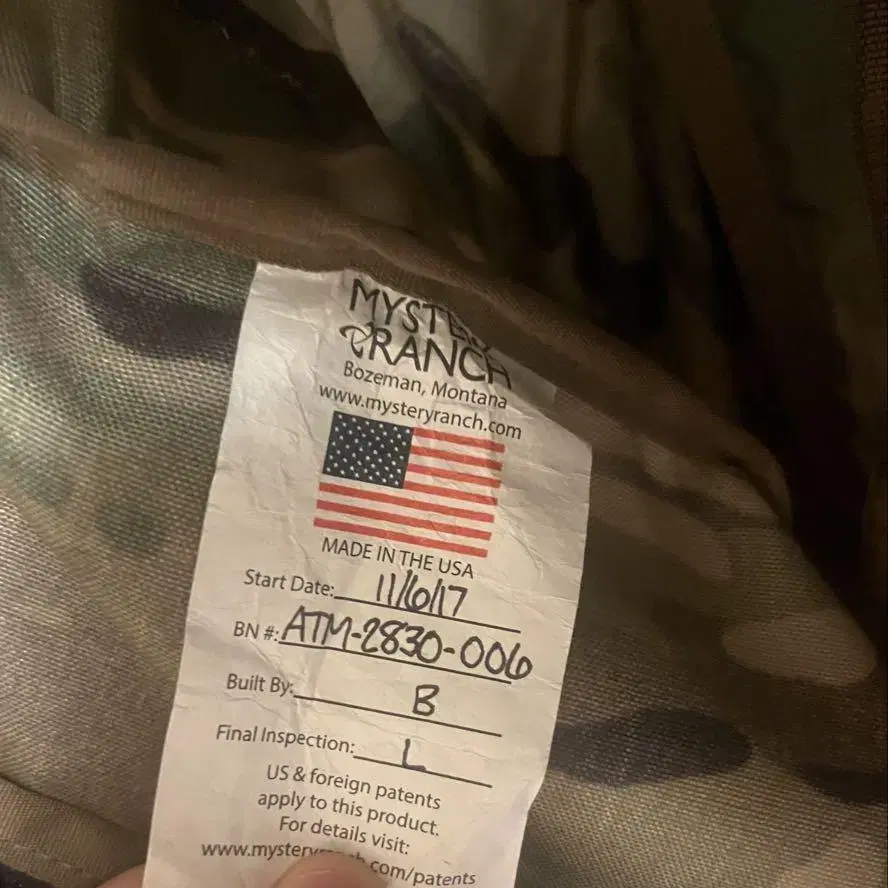 MYSTERY
RANCH
Bozeman, Montana
www.mysteryranch.com
MADE IN THE USA
Start Date: 11/6/17
BN #: ATM-2830-006
Built By: B
Final Inspection: L
US & foreign patents
apply to this product.
For details visit:
www.mysteryranch.com/patents